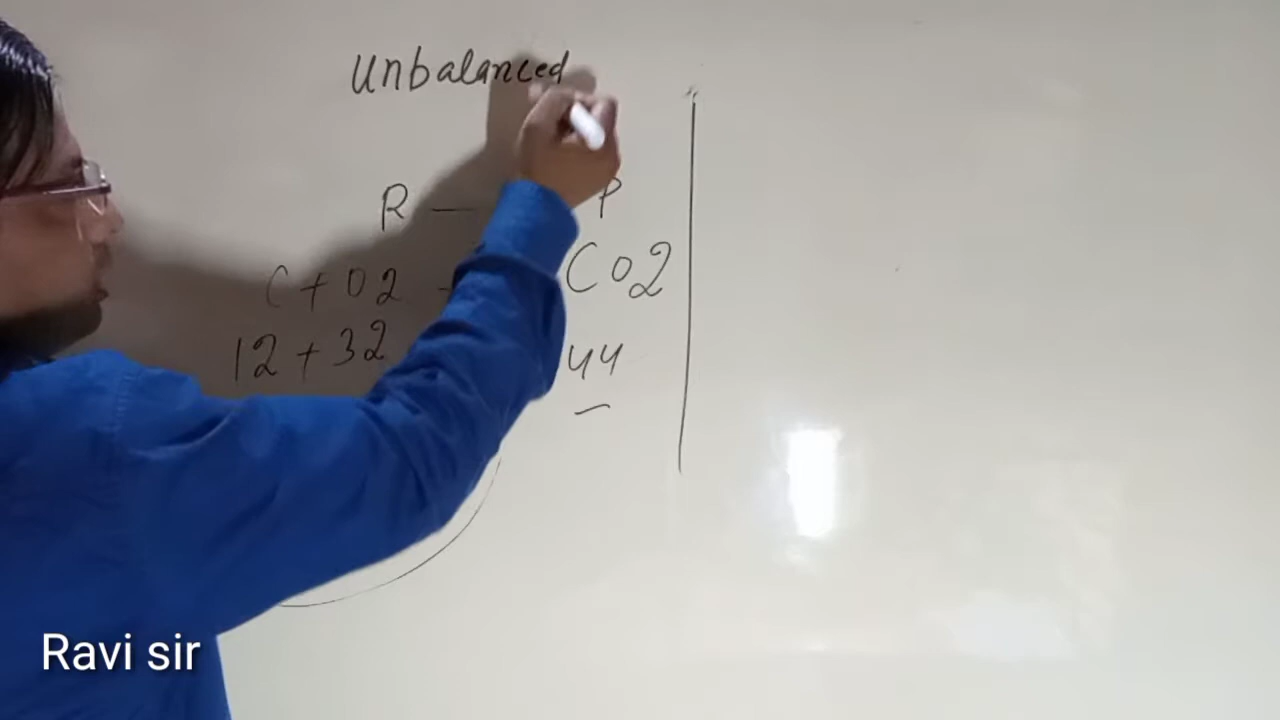 Unbalanced
R — P
C + O2 - CO2
12 + 32 44
Ravi sir